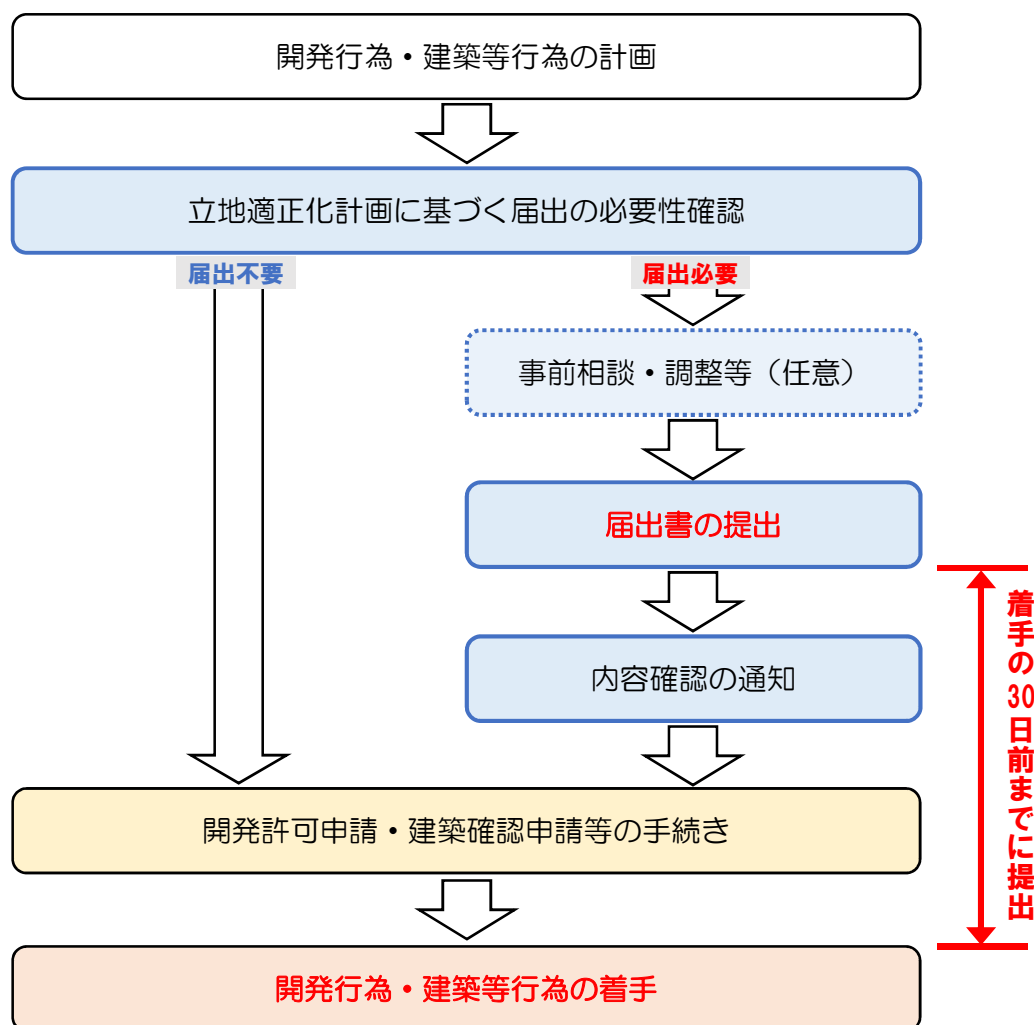 開発行為・建築等行為の計画
立地適正化計画に基づく届出の必要性確認
届出不要
届出必要
事前相談・調整等（任意）
届出書の提出
内容確認の通知
着手の30日前までに提出
開発許可申請・建築確認申請等の手続き
開発行為・建築等行為の着手